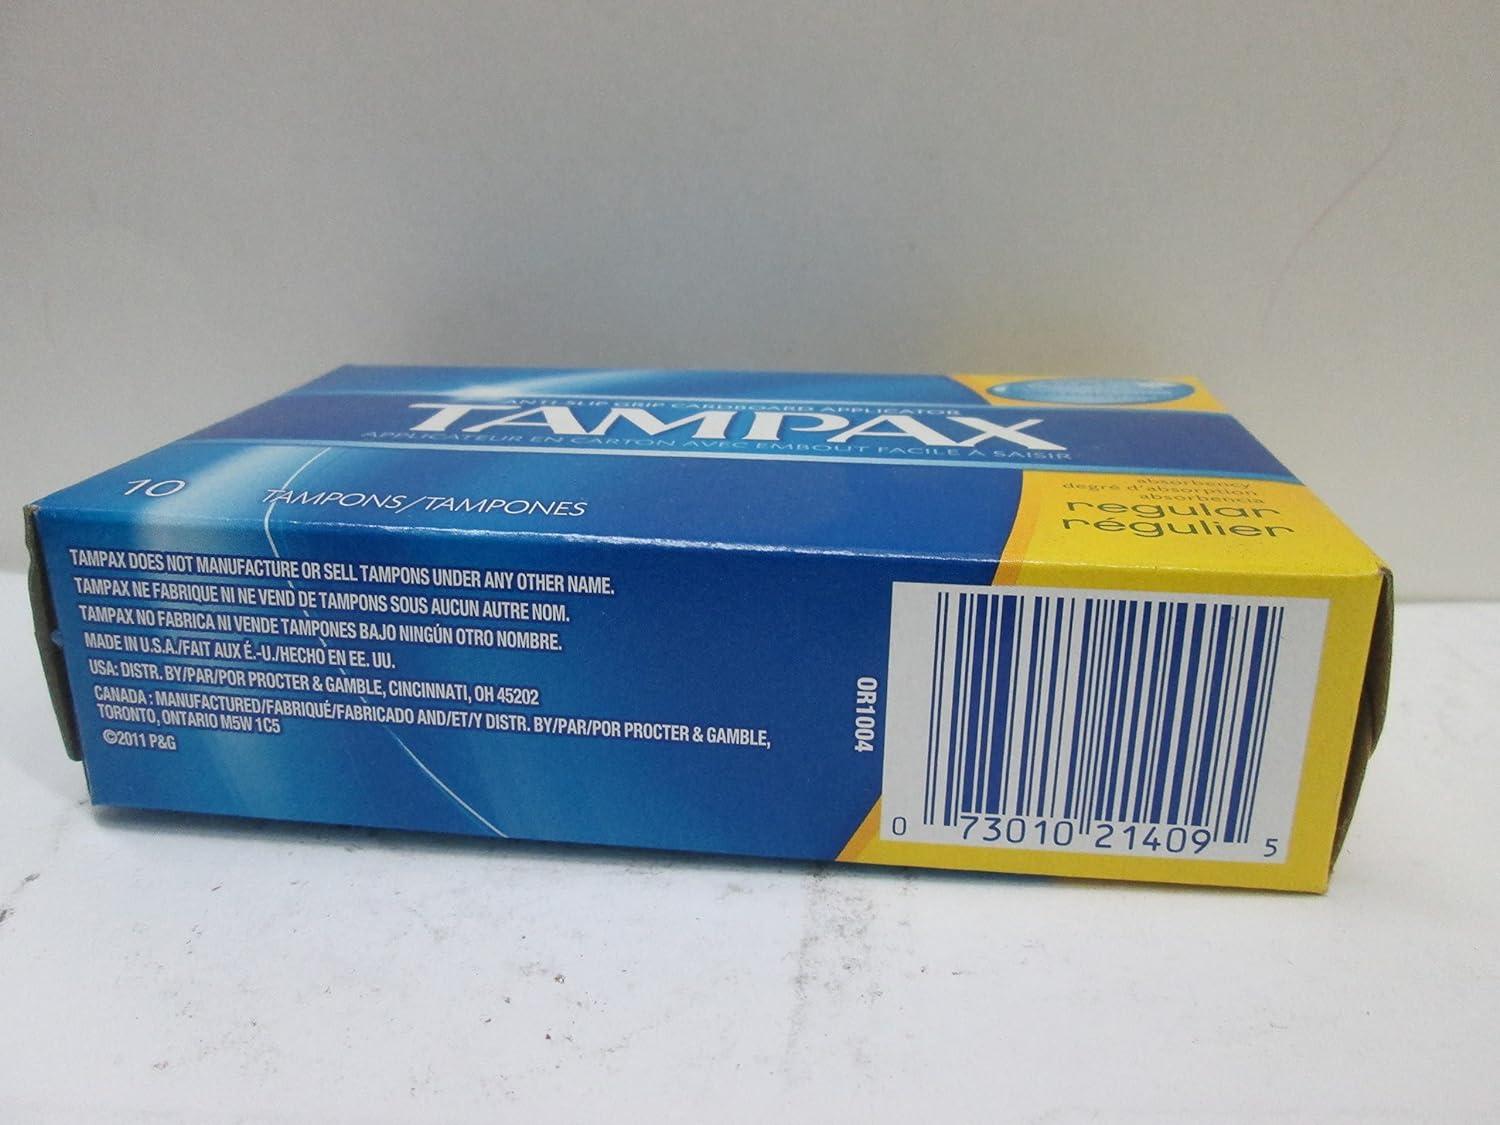 ANTI-SLIP GRIP CARDBOARD APPLICATOR
TAMPAX
APPLICATEUR EN CARTON AVEC EMBOUT FACILE À SAISIR
10 TAMPONS/TAMPONES
absorbency
degré d'absorption
absorbencia
regular
régulier
TAMPAX DOES NOT MANUFACTURE OR SELL TAMPONS UNDER ANY OTHER NAME.
TAMPAX NE FABRIQUE NI NE VEND DE TAMPONS SOUS AUCUN AUTRE NOM.
TAMPAX NO FABRICA NI VENDE TAMPONES BAJO NINGÚN OTRO NOMBRE.
MADE IN U.S.A./FAIT AUX É.-U./HECHO EN EE. UU.
USA: DISTR. BY/PAR/POR PROCTER & GAMBLE, CINCINNATI, OH 45202
CANADA : MANUFACTURED/FABRIQUÉ/FABRICADO AND/ET/Y DISTR. BY/PAR/POR PROCTER & GAMBLE,
TORONTO, ONTARIO M5W 1C5
©2011 P&G
OR1004
0 73010 21409 5